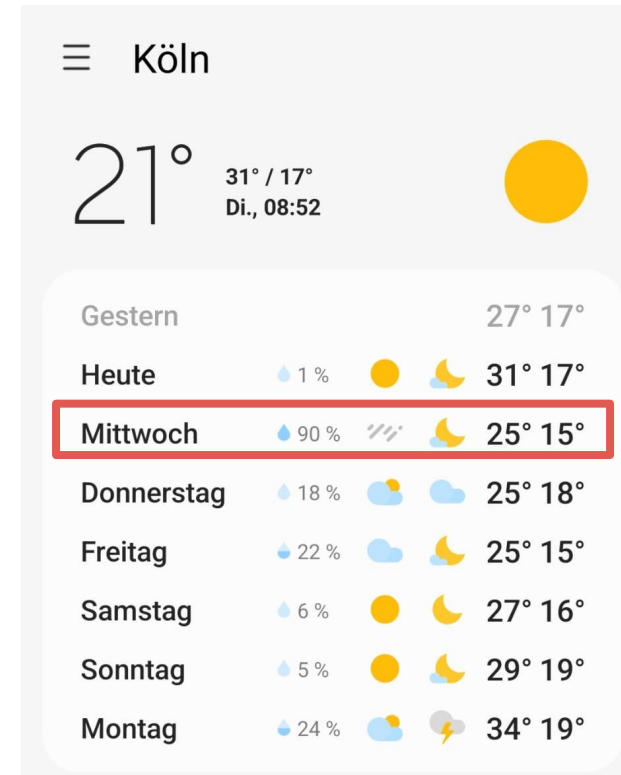 Köln
21°
31° / 17°
Di., 08:52
Gestern 27° 17°
Heute 1 % 31° 17°
Mittwoch 90 % 25° 15°
Donnerstag 18 % 25° 18°
Freitag 22 % 25° 15°
Samstag 6 % 27° 16°
Sonntag 5 % 29° 19°
Montag 24 % 34° 19°